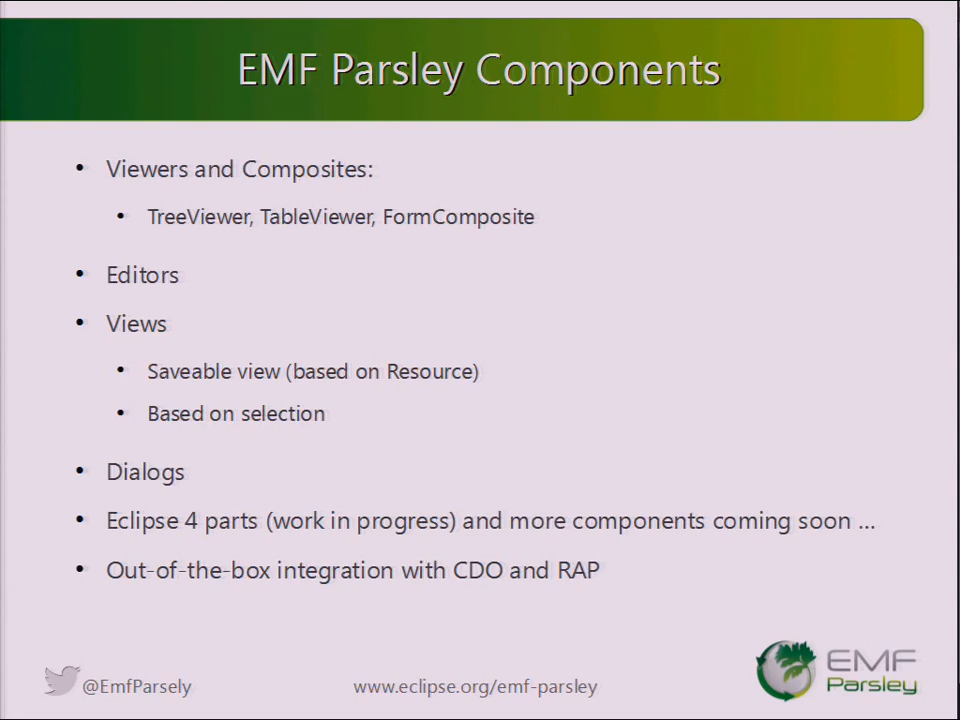 EMF Parsley Components
• Viewers and Composites:
• TreeViewer, TableViewer, FormComposite
• Editors
• Views
• Saveable view (based on Resource)
• Based on selection
• Dialogs
• Eclipse 4 parts (work in progress) and more components coming soon ...
• Out-of-the-box integration with CDO and RAP
@EmfParsely
www.eclipse.org/emf-parsley
EMF
Parsley